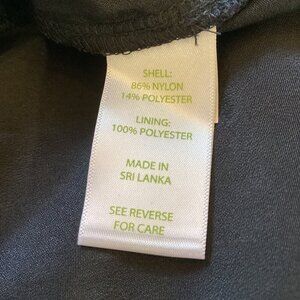 SHELL:
86% NYLON
14% POLYESTER
LINING:
100% POLYESTER
MADE IN
SRI LANKA
SEE REVERSE
FOR CARE